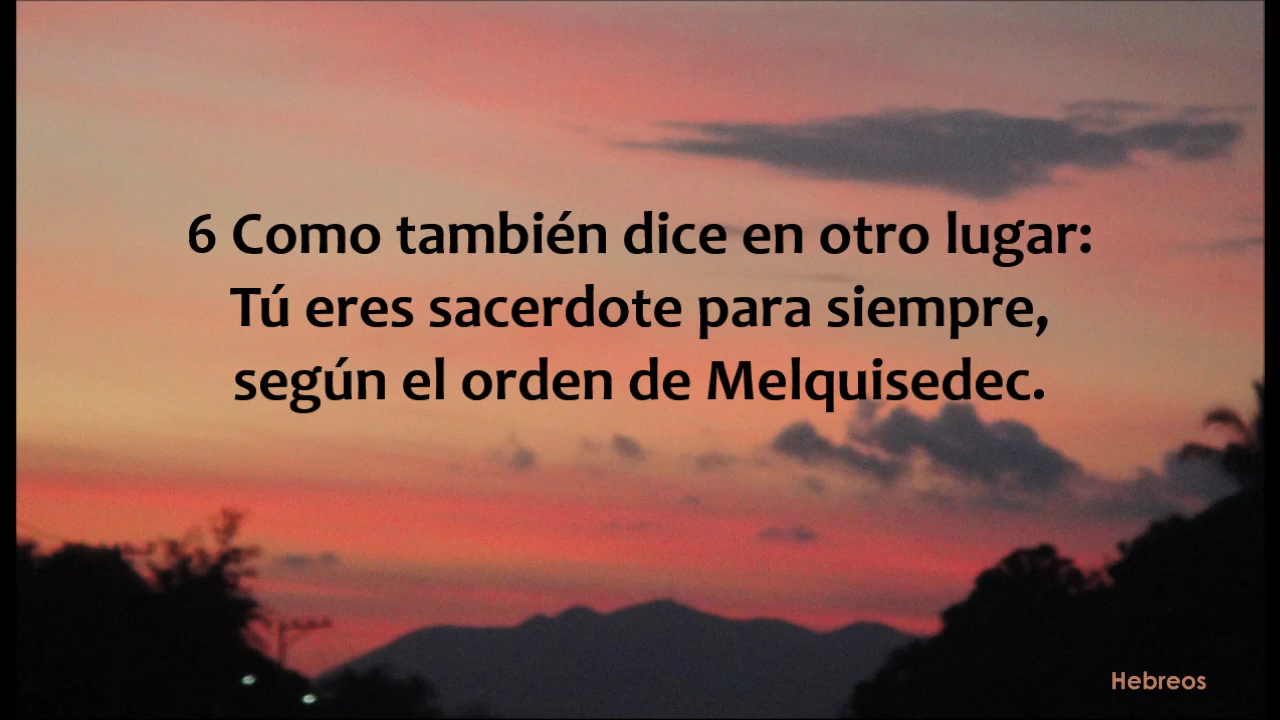 6 Como también dice en otro lugar:
Tú eres sacerdote para siempre,
según el orden de Melquisedec.
Hebreos